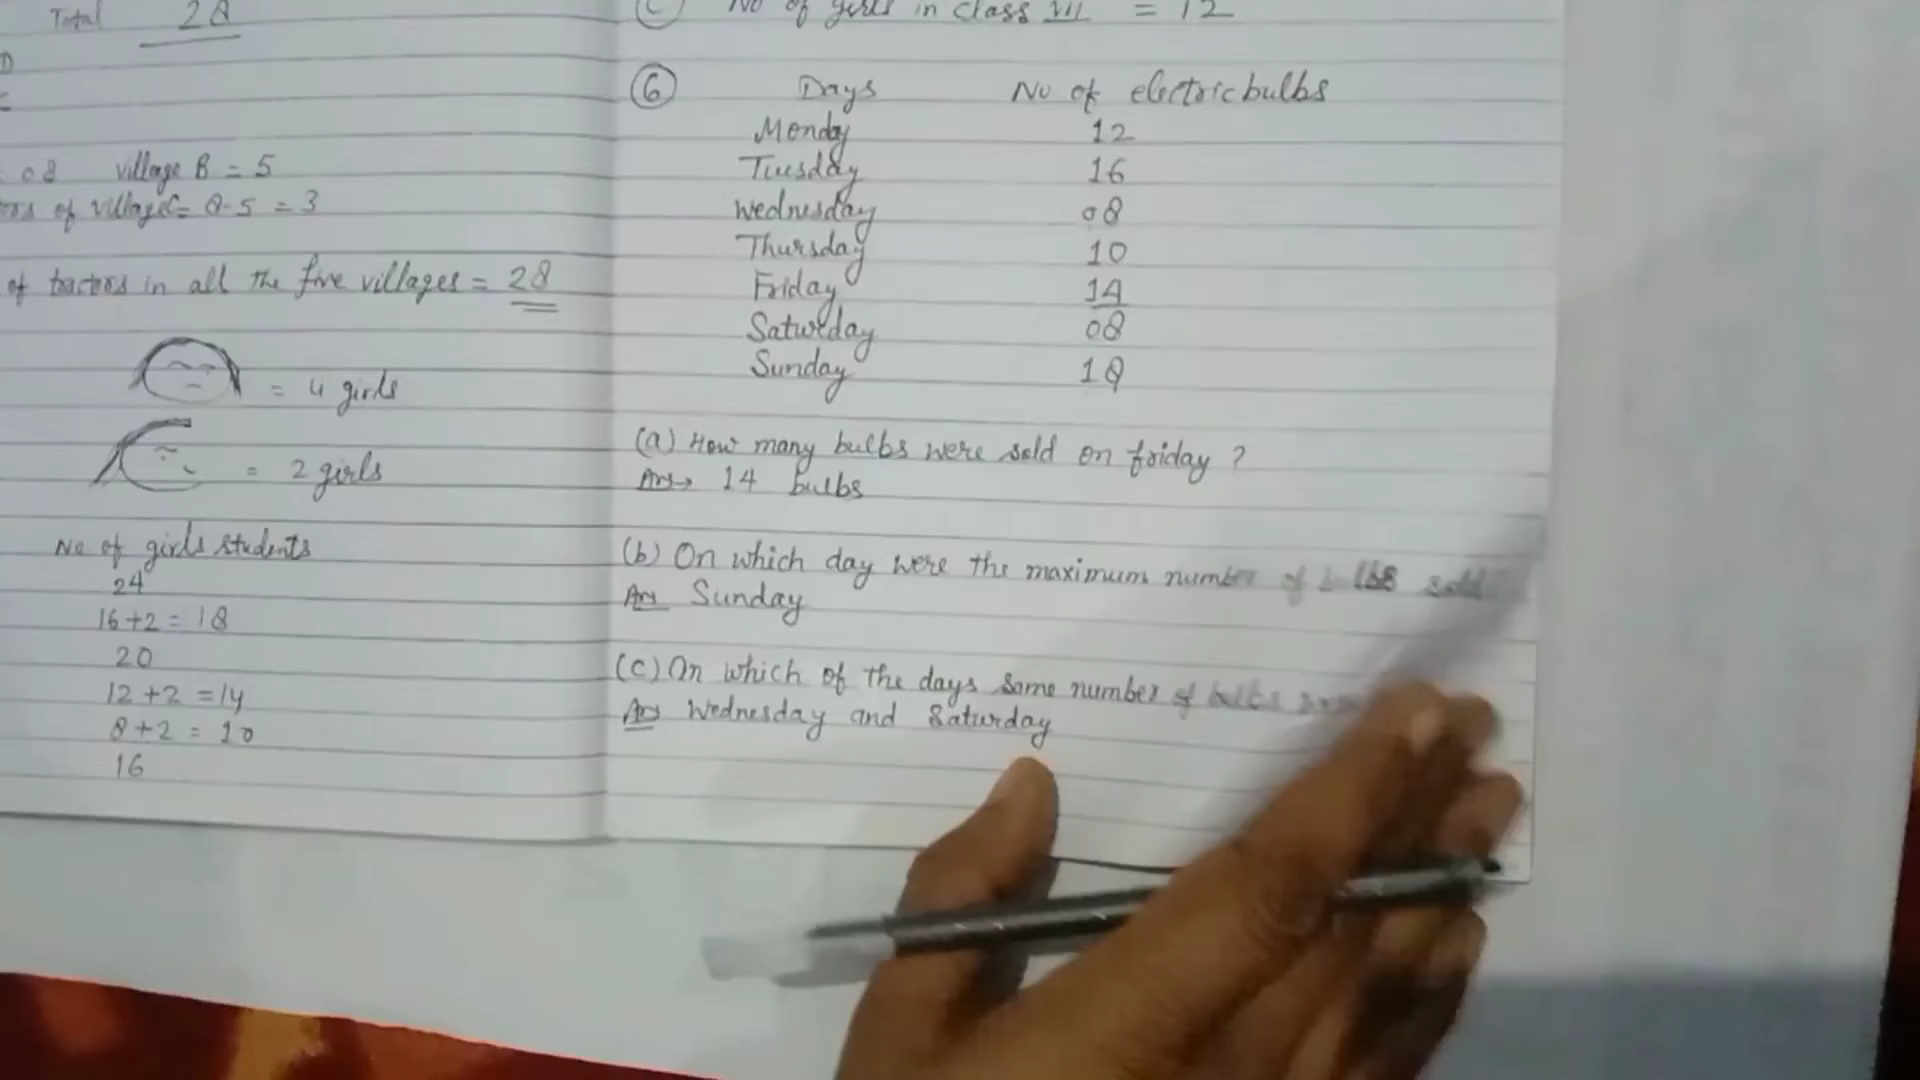 Total 28
08 village B = 5
of village C = 8-5 = 3
of tractors in all the five villages = 28
= 4 girls
= 2 girls
No of girls students
24
16+2 = 18
20
12+2 = 14
8+2 = 10
16
(C) No of girls in class VII = 12
(6) Days No of electric bulbs
Monday 12
Tuesday 16
Wednesday 08
Thursday 10
Friday 14
Saturday 08
Sunday 18
(a) How many bulbs were sold on friday ?
Ans→ 14 bulbs
(b) On which day were the maximum number of sold
Ans Sunday
(c) On which of the days same number of bulbs
Ans Wednesday and Saturday